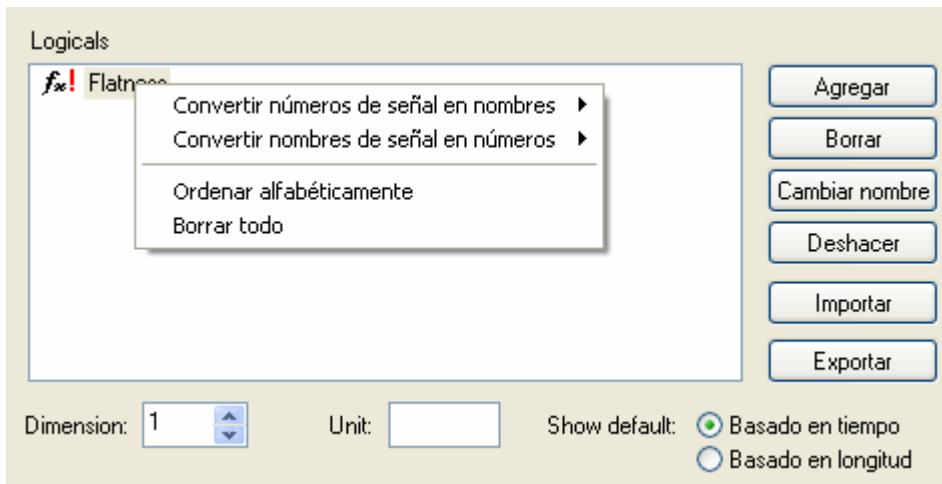 Logicals
Convertir números de señal en nombres
Convertir nombres de señal en números
Ordenar alfabéticamente
Borrar todo
Agregar
Borrar
Cambiar nombre
Deshacer
Importar
Exportar
Dimension: 1
Unit:
Show default:
Basado en tiempo
Basado en longitud